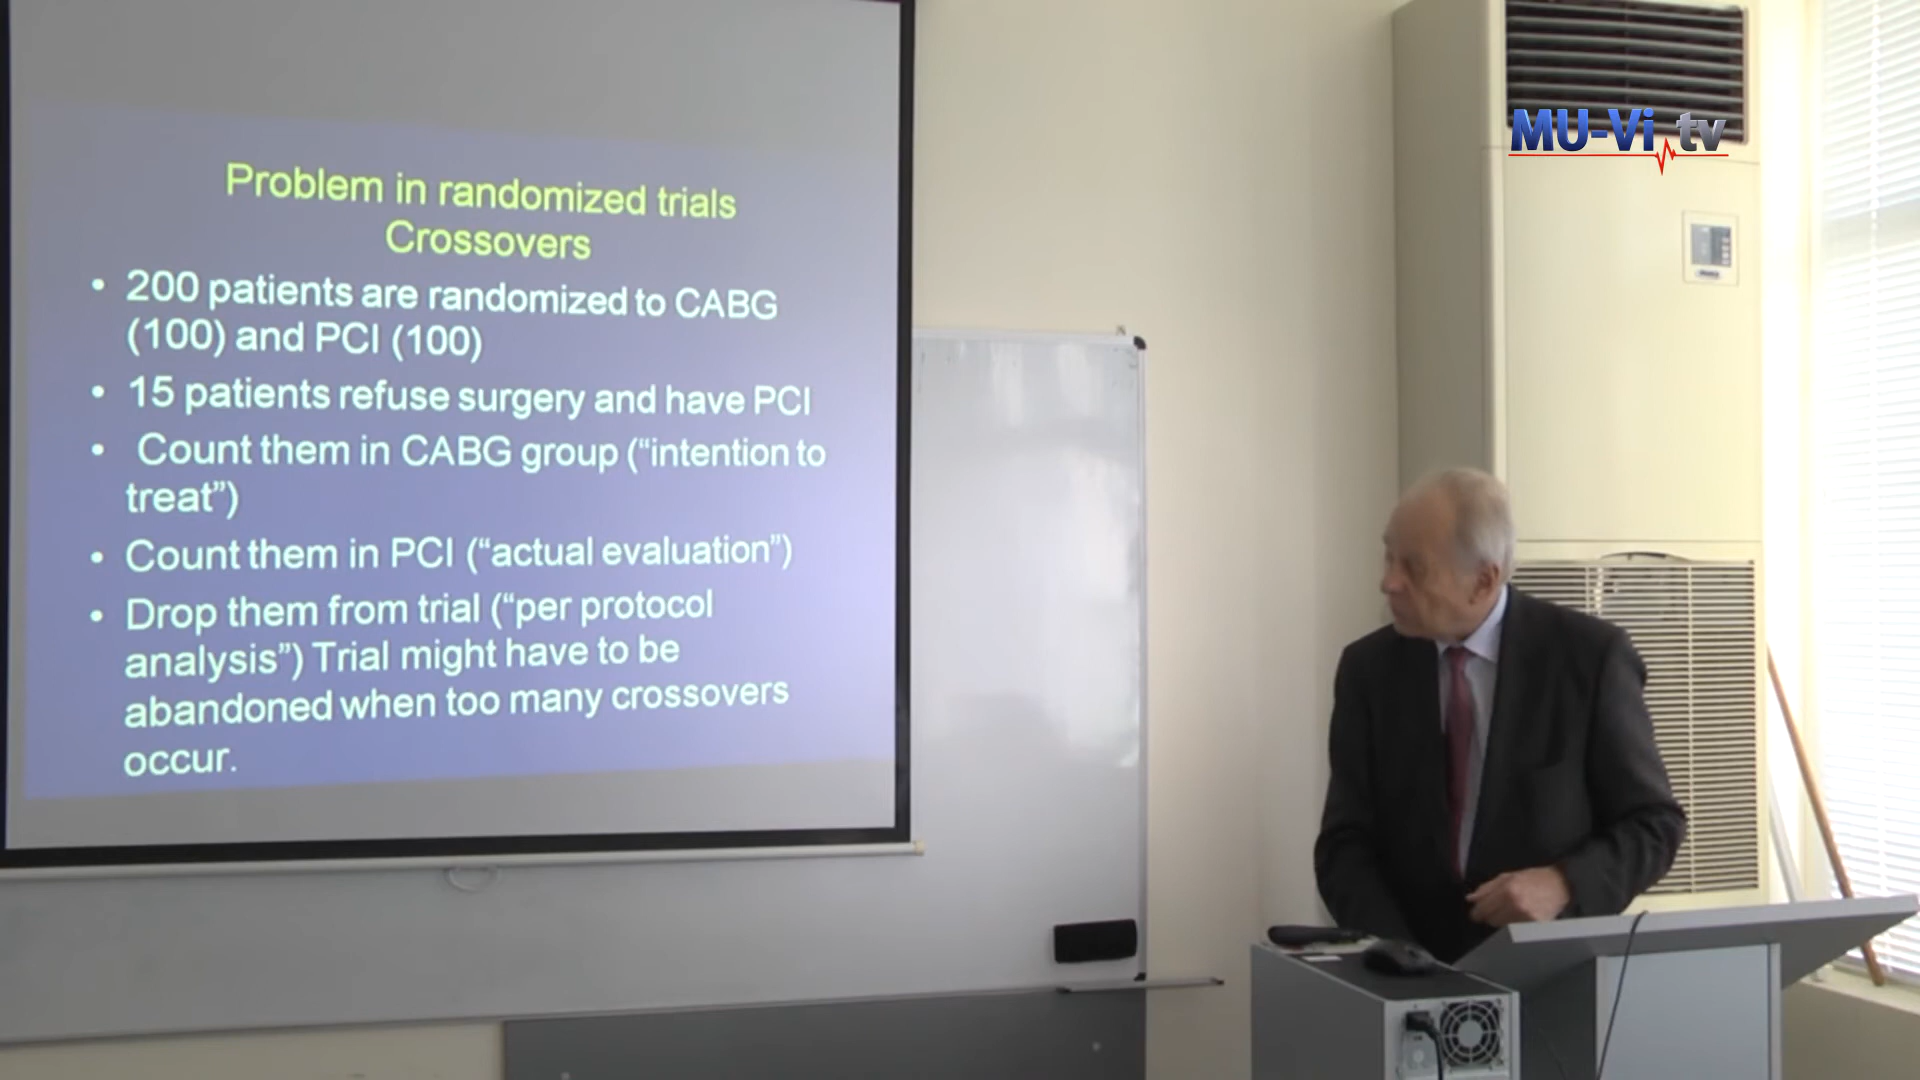 MU-Vi.tv
Problem in randomized trials
Crossovers
• 200 patients are randomized to CABG
(100) and PCI (100)
• 15 patients refuse surgery and have PCI
• Count them in CABG group (“intention to
treat”)
• Count them in PCI (“actual evaluation”)
• Drop them from trial (“per protocol
analysis”) Trial might have to be
abandoned when too many crossovers
occur.